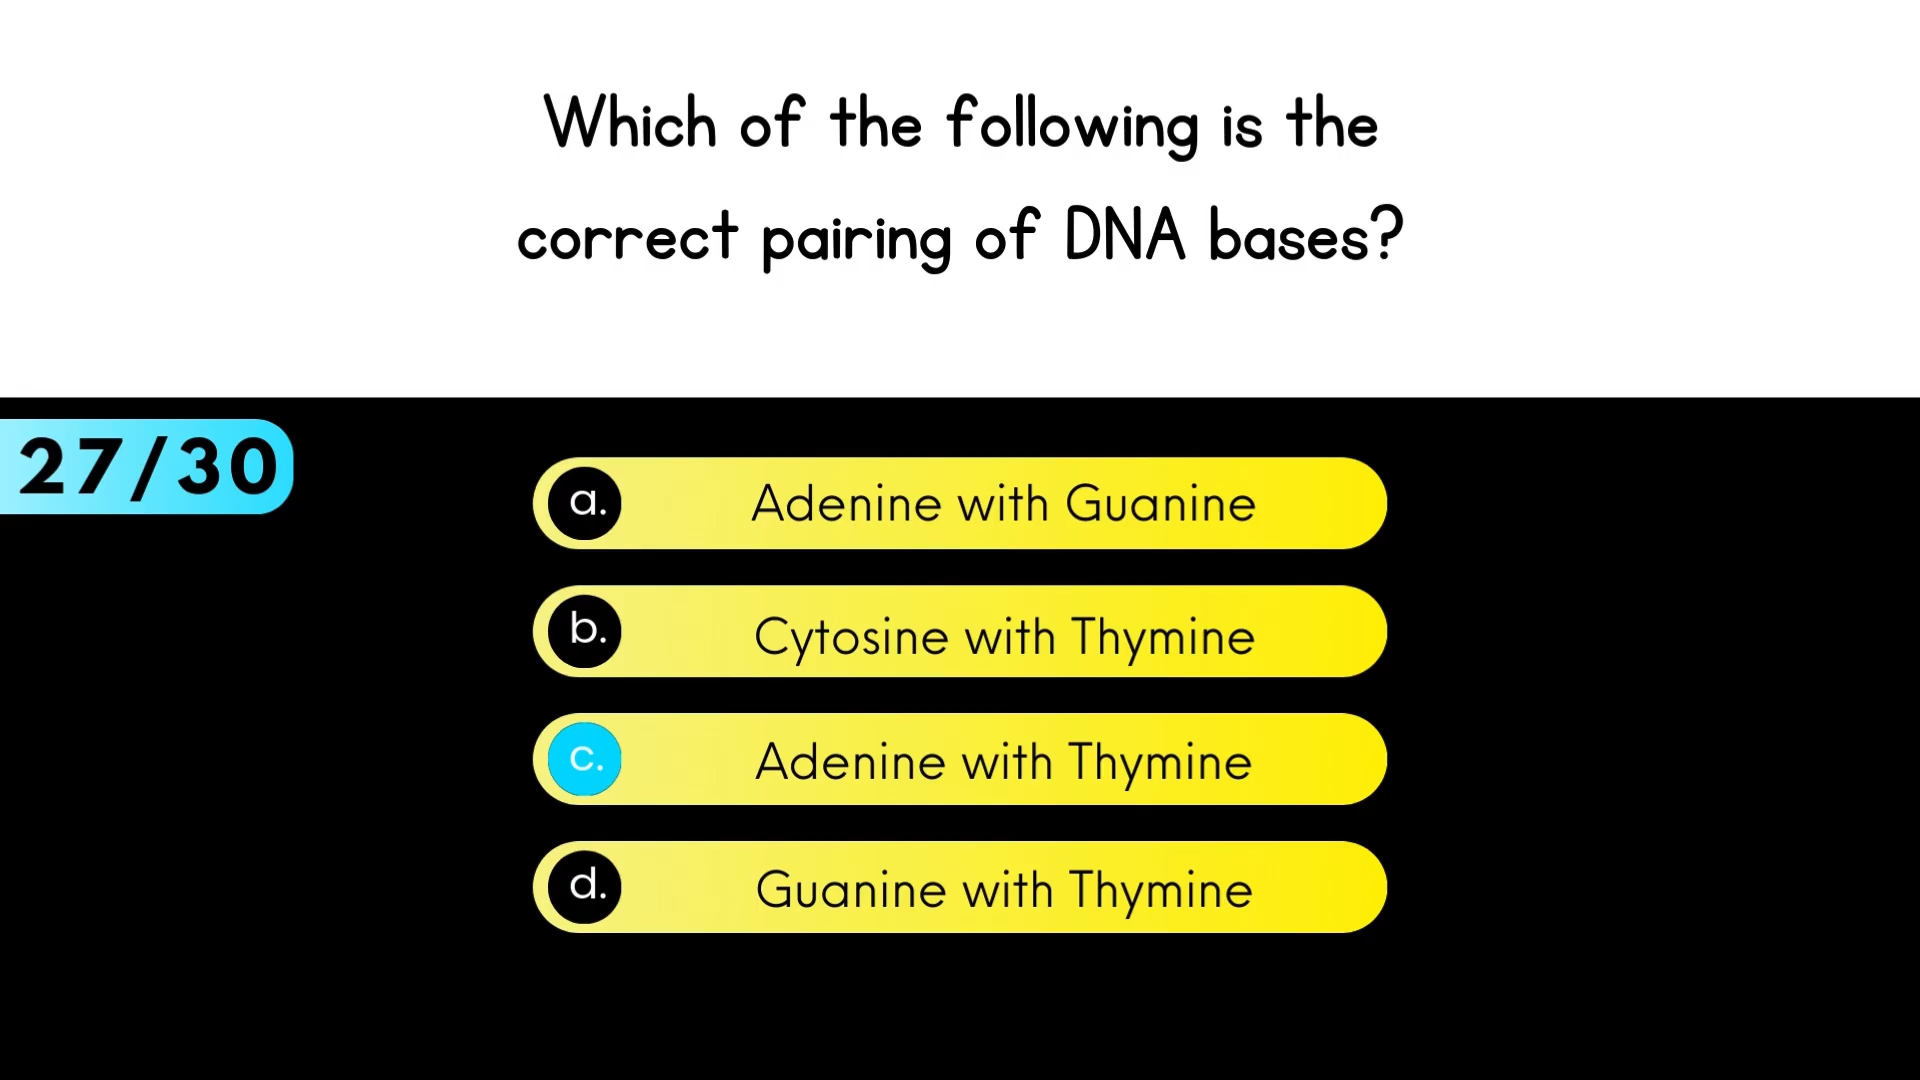 Which of the following is the
correct pairing of DNA bases?
27/30
a. Adenine with Guanine
b. Cytosine with Thymine
c. Adenine with Thymine
d. Guanine with Thymine